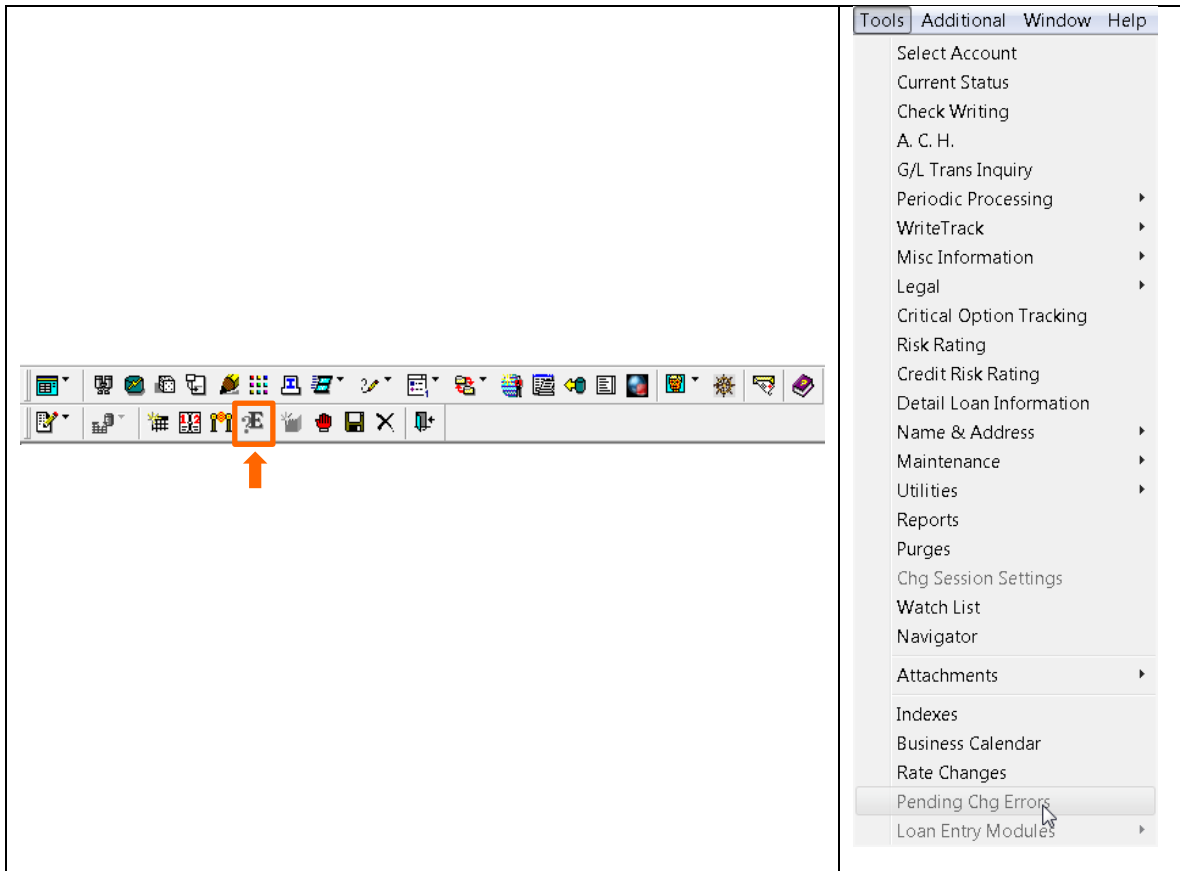 Tools Additional Window Help
Select Account
Current Status
Check Writing
A. C. H.
G/L Trans Inquiry
Periodic Processing
WriteTrack
Misc Information
Legal
Critical Option Tracking
Risk Rating
Credit Risk Rating
Detail Loan Information
Name & Address
Maintenance
Utilities
Reports
Purges
Chg Session Settings
Watch List
Navigator
Attachments
Indexes
Business Calendar
Rate Changes
Pending Chg Errors
Loan Entry Modules
?E